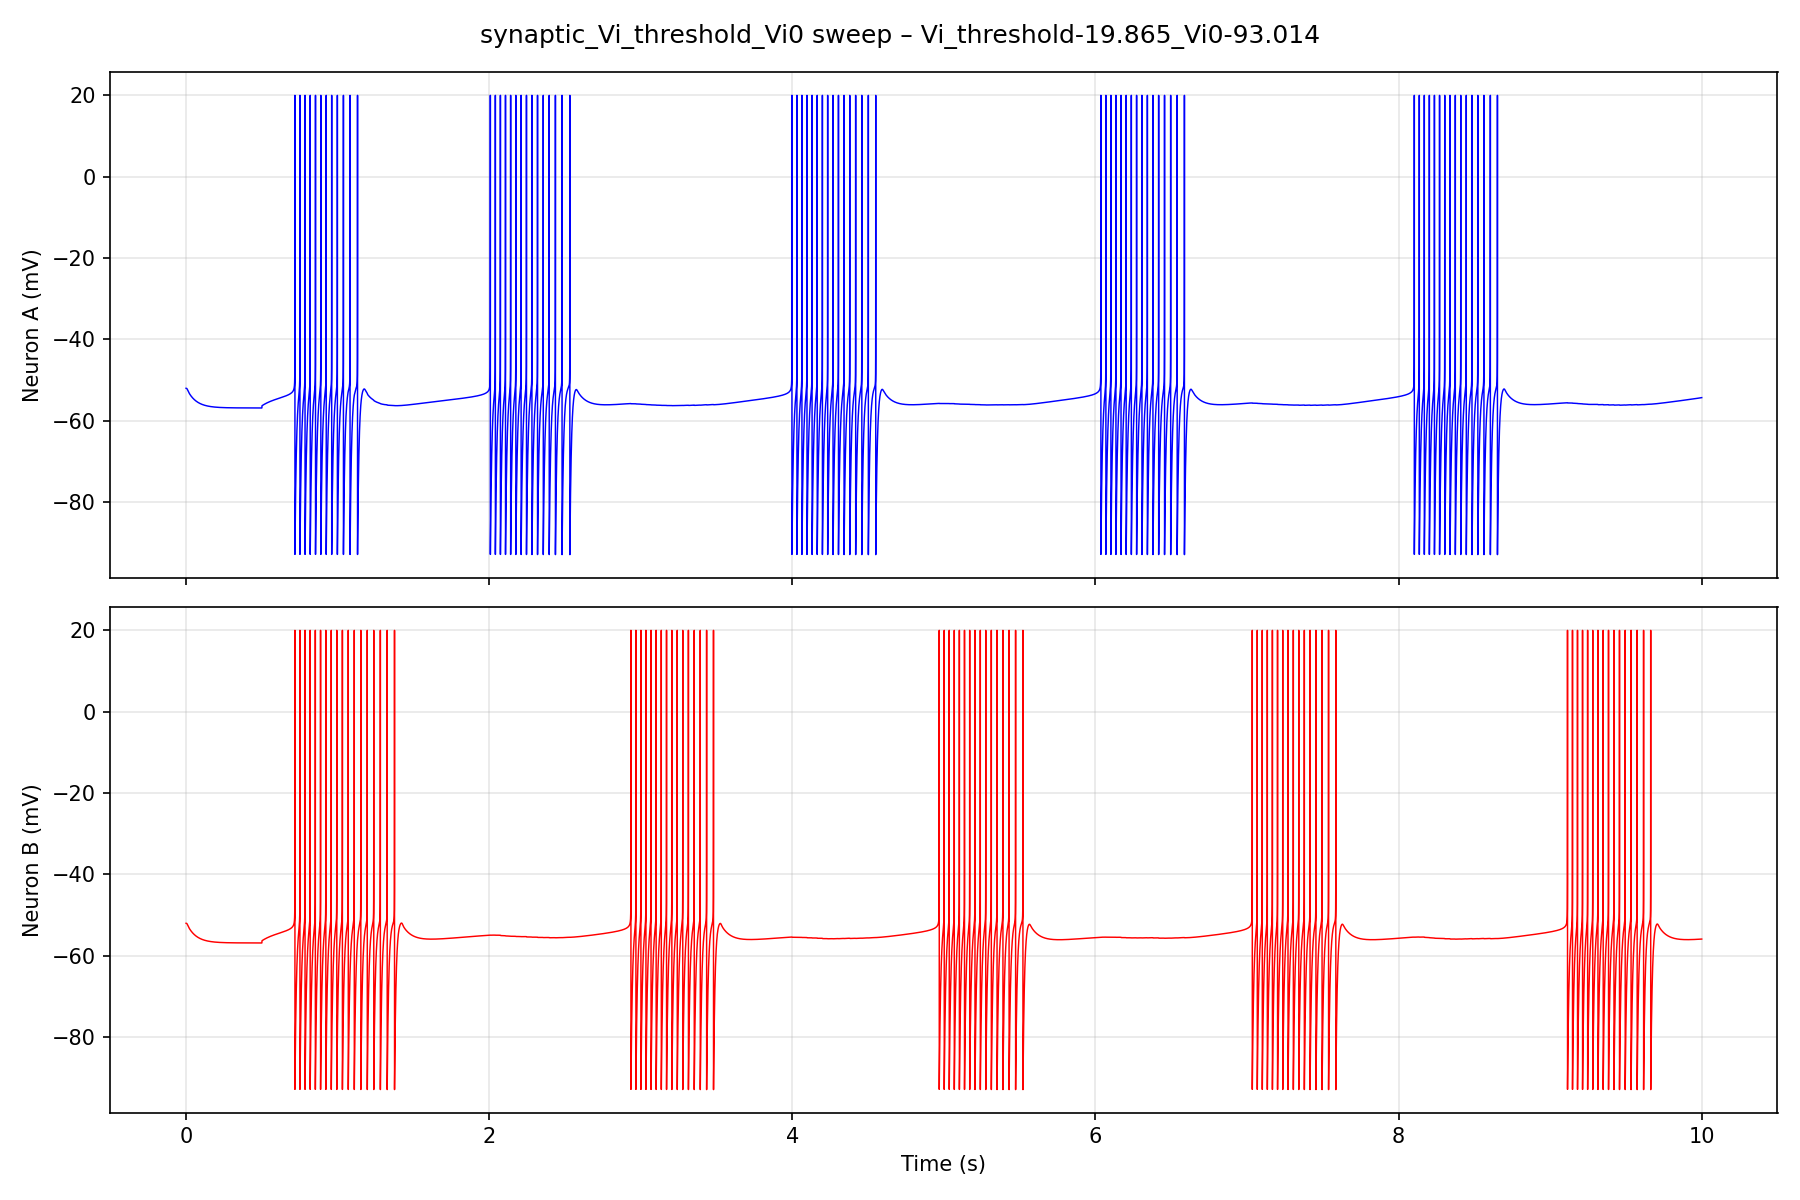 synaptic_Vi_threshold_Vi0 sweep – Vi_threshold-19.865_Vi0-93.014
20
0
−20
−40
−60
−80
Neuron A (mV)
20
0
−20
−40
−60
−80
Neuron B (mV)
0 2 4 6 8 10
Time (s)